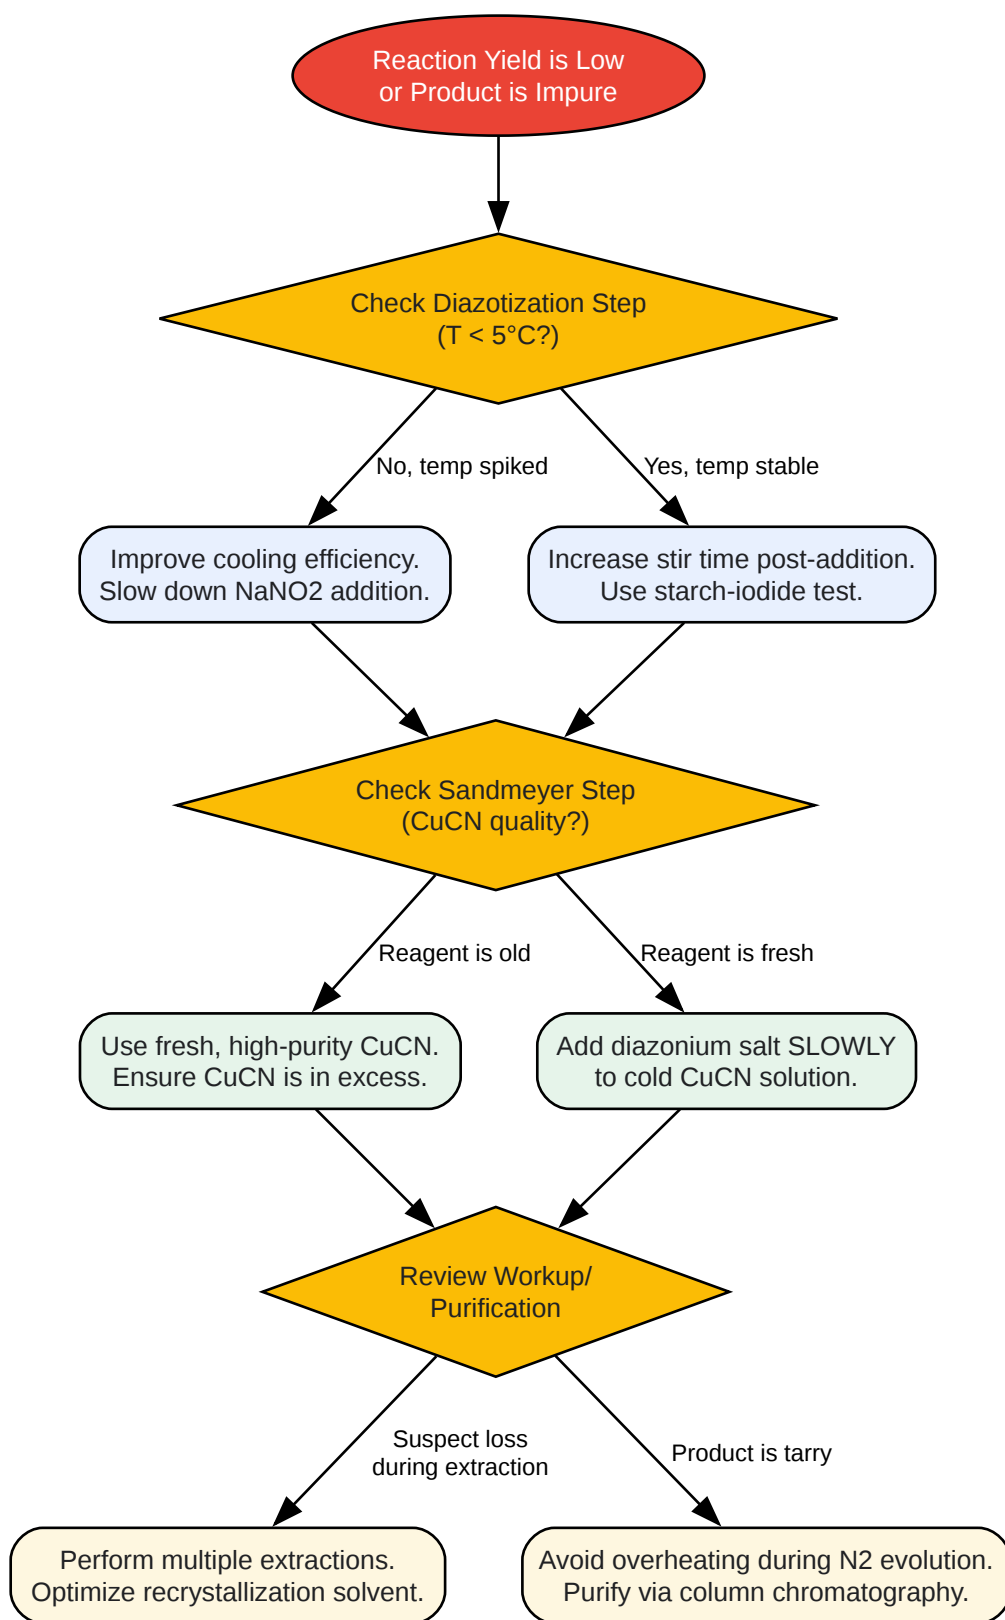 Reaction Yield is Low
or Product is Impure
Check Diazotization Step
(T < 5°C?)
No, temp spiked
Yes, temp stable
Improve cooling efficiency.
Slow down NaNO2 addition.
Increase stir time post-addition.
Use starch-iodide test.
Check Sandmeyer Step
(CuCN quality?)
Reagent is old
Reagent is fresh
Use fresh, high-purity CuCN.
Ensure CuCN is in excess.
Add diazonium salt SLOWLY
to cold CuCN solution.
Review Workup/
Purification
Suspect loss
during extraction
Product is tarry
Perform multiple extractions.
Optimize recrystallization solvent.
Avoid overheating during N2 evolution.
Purify via column chromatography.